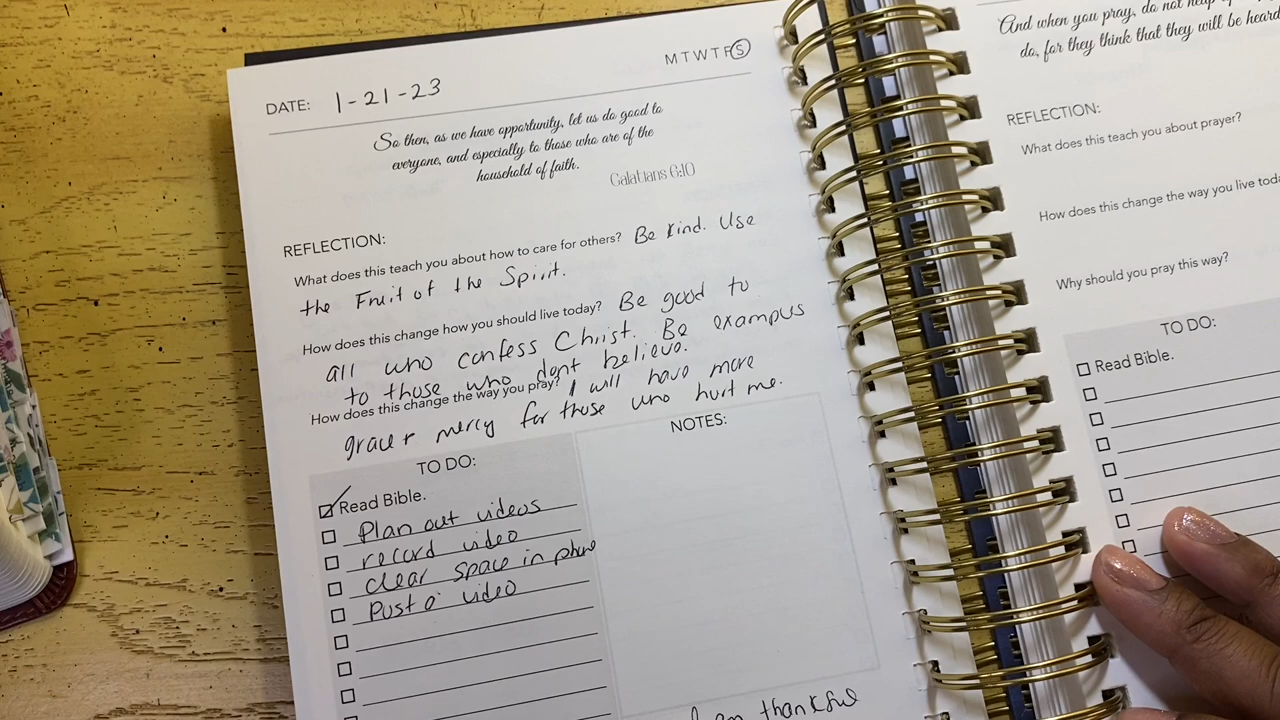 M T W T F S
DATE: 1-21-23
So then, as we have opportunity, let us do good to
everyone, and especially to those who are of the
household of faith.
Galatians 6:10
REFLECTION:
What does this teach you about how to care for others? Be kind. Use
the Fruit of the Spirit.
How does this change how you should live today? Be good to
all who confess Christ. Be exampus
to those who dont believe.
How does this change the way you pray? I will have more
grace + mercy for those who hurt me.
TO DO:
Read Bible.
Plan out videos
record video
clear space in phone
Post a video
NOTES:
I am thankful
And when you pray, do not heap
do, for they think that they will be heard
REFLECTION:
What does this teach you about prayer?
How does this change the way you live
Why should you pray this way?
TO DO:
Read Bible.